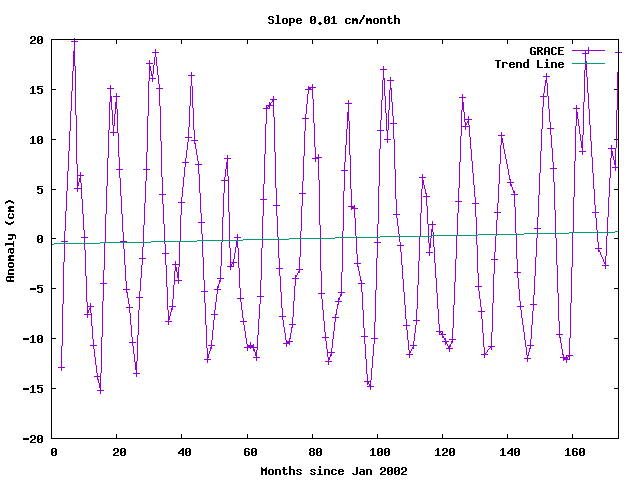 Slope 0.01 cm/month
GRACE
Trend Line
20
15
10
5
0
-5
-10
-15
-20
Anomaly (cm)
0 20 40 60 80 100 120 140 160
Months since Jan 2002